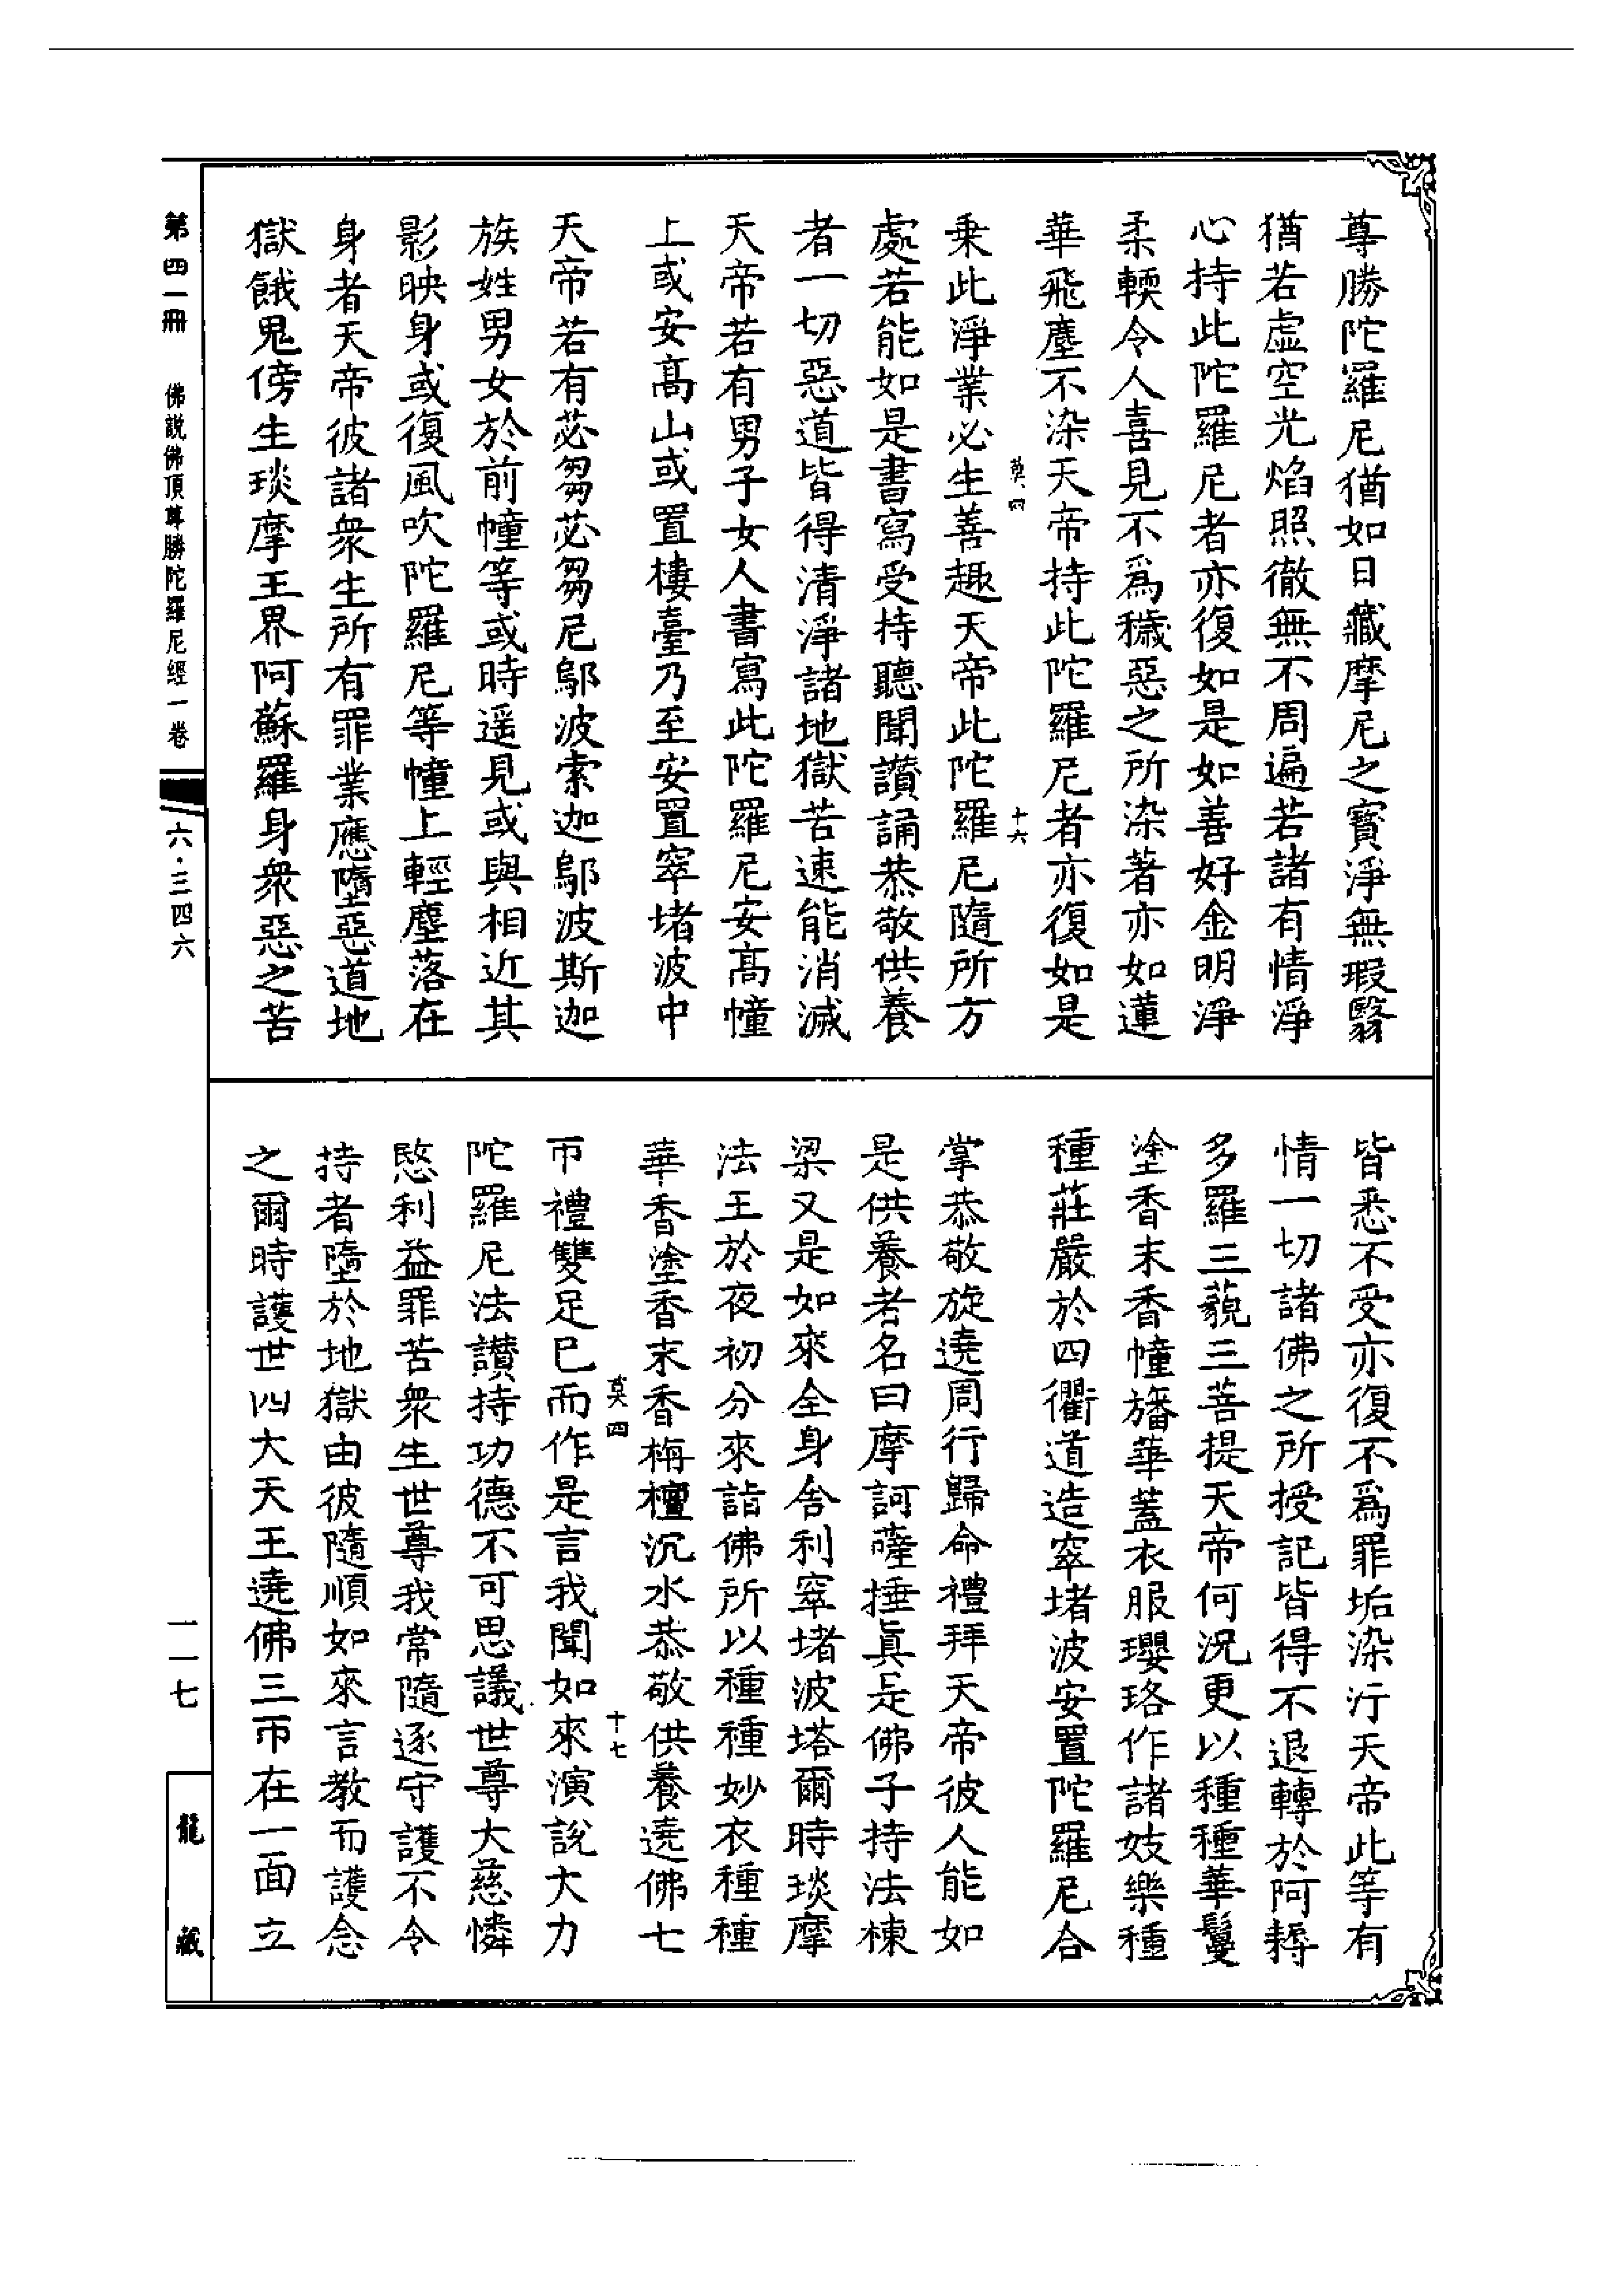 尊勝陀羅尼猶如日藏摩尼之寶淨無瑕翳
猶若虛空光焰照徹無不周遍若諸有情淨
心持此陀羅尼者亦復如是如善好金明淨
柔輭令人喜見不為穢惡之所染著亦如蓮
華飛塵不染天帝持此陀羅尼者亦復如是
莫四
十六
乘此淨業必生善趣天帝此陀羅尼隨所方
處若能如是書寫受持聽聞讚誦恭敬供養
者一切惡道皆得清淨諸地獄苦速能消滅
天帝若有男子女人書寫此陀羅尼安髙幢
上或安髙山或置樓臺乃至安置窣堵波中
天帝若有苾芻苾芻尼鄔波索迦鄔波斯迦
族姓男女於前幢等或時遥見或與相近其
影映身或復風吹陀羅尼等幢上輕塵落在
身者天帝彼諸衆生所有罪業應墮惡道地
獄餓鬼傍生琰摩王界阿蘇羅身衆惡之苦
皆悉不受亦復不爲罪垢染汙天帝此等有
情一切諸佛之所授記皆得不退轉於阿耨
多羅三藐三菩提天帝何況更以種種華鬘
塗香末香幢旛華蓋衣服瓔珞作諸妓樂種
種莊嚴於四衢道造窣堵波安置陀羅尼合
掌恭敬旋遶周行歸命禮拜天帝彼人能如
是供養者名曰摩訶薩捶眞是佛子持法棟
梁又是如來全身舍利窣堵波塔爾時琰摩
法王於夜初分來詣佛所以種種妙衣種種
華香塗香末香栴檀沉水恭敬供養遶佛七
莫四
十七
帀禮雙足已而作是言我聞如來演說大力
陀羅尼法讚持功德不可思議世尊大慈憐
愍利益罪苦衆生世尊我常隨逐守護不令
持者墮於地獄由彼隨順如來言教而護念
之爾時護世四大天王遶佛三帀在一面立
第四一冊　佛説佛頂尊勝陀羅尼經一卷
六·三四六
一一七
龍藏